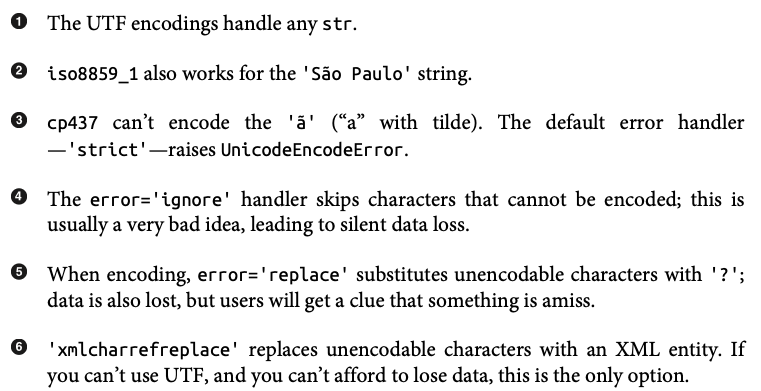 ❶ The UTF encodings handle any str.
❷ iso8859_1 also works for the 'São Paulo' string.
❸ cp437 can’t encode the 'ã' (“a” with tilde). The default error handler
—'strict'—raises UnicodeEncodeError.
❹ The error='ignore' handler skips characters that cannot be encoded; this is
usually a very bad idea, leading to silent data loss.
❺ When encoding, error='replace' substitutes unencodable characters with '?';
data is also lost, but users will get a clue that something is amiss.
❻ 'xmlcharrefreplace' replaces unencodable characters with an XML entity. If
you can’t use UTF, and you can’t afford to lose data, this is the only option.